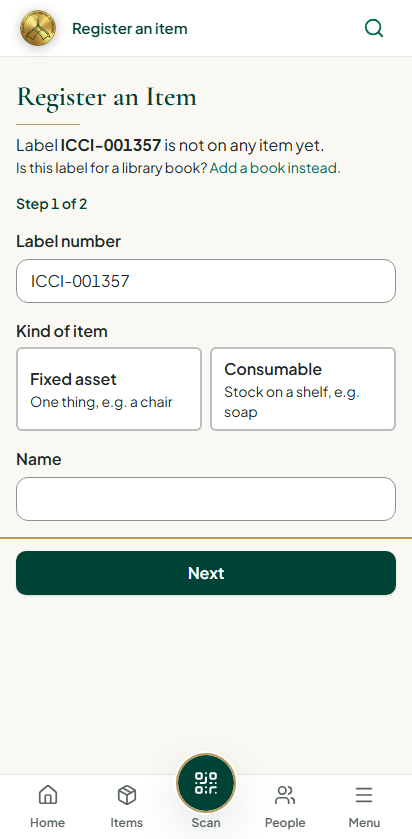 Register an item
Register an Item
Label ICCI-001357 is not on any item yet.
Is this label for a library book? Add a book instead.
Step 1 of 2
Label number
ICCI-001357
Kind of item
Fixed asset
One thing, e.g. a chair
Consumable
Stock on a shelf, e.g.
soap
Name
Next
Home
Items
Scan
People
Menu